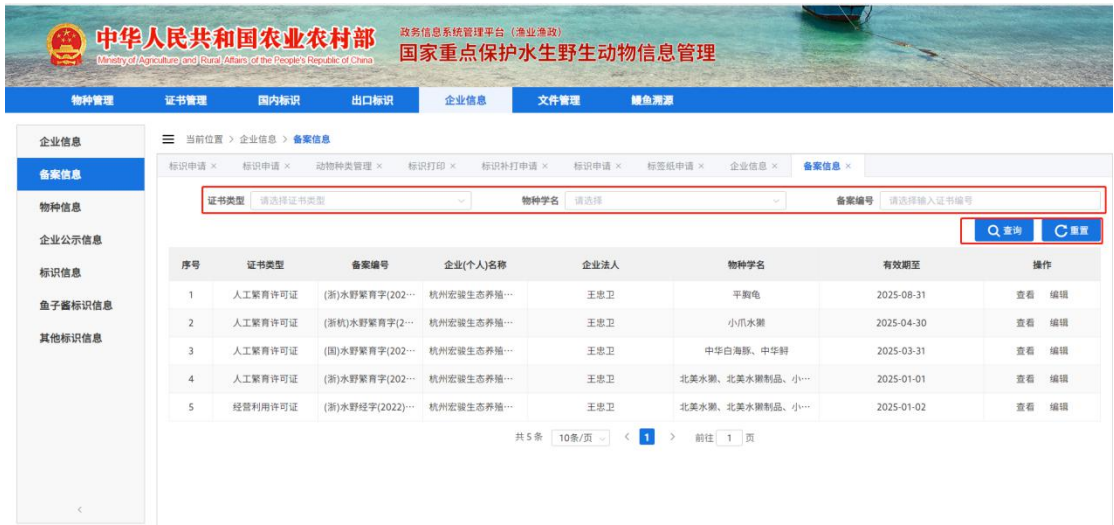 中华人民共和国农业农村部
Ministry of Agriculture and Rural Affairs of the People's Republic of China
政务信息系统管理平台（渔业渔政）
国家重点保护水生野生动物信息管理
物种管理 证书管理 国内标识 出口标识 企业信息 文件管理 鳗鱼溯源
企业信息
备案信息
物种信息
企业公示信息
标识信息
鱼子酱标识信息
其他标识信息
当前位置 > 企业信息 > 备案信息
标识申请 × 标识申请 × 动物种类管理 × 标识打印 × 标识补打申请 × 标识申请 × 标签纸申请 × 企业信息 × 备案信息 ×
证书类型 请选择证书类型 物种学名 请选择 备案编号 请选择输入证书编号
查询 重置
序号 证书类型 备案编号 企业(个人)名称 企业法人 物种学名 有效期至 操作
1 人工繁育许可证 (浙)水野繁育字(202… 杭州宏骏生态养殖… 王忠卫 平胸龟 2025-08-31 查看 编辑
2 人工繁育许可证 (浙杭)水野繁育字(2… 杭州宏骏生态养殖… 王忠卫 小爪水獭 2025-04-30 查看 编辑
3 人工繁育许可证 (国)水野繁育字(202… 杭州宏骏生态养殖… 王忠卫 中华白海豚、中华鲟 2025-03-31 查看 编辑
4 人工繁育许可证 (浙)水野繁育字(202… 杭州宏骏生态养殖… 王忠卫 北美水獭、北美水獭制品、小… 2025-01-01 查看 编辑
5 经营利用许可证 (浙)水野经字(2022)… 杭州宏骏生态养殖… 王忠卫 北美水獭、北美水獭制品、小… 2025-01-02 查看 编辑
共 5 条 10条/页 < 1 > 前往 1 页